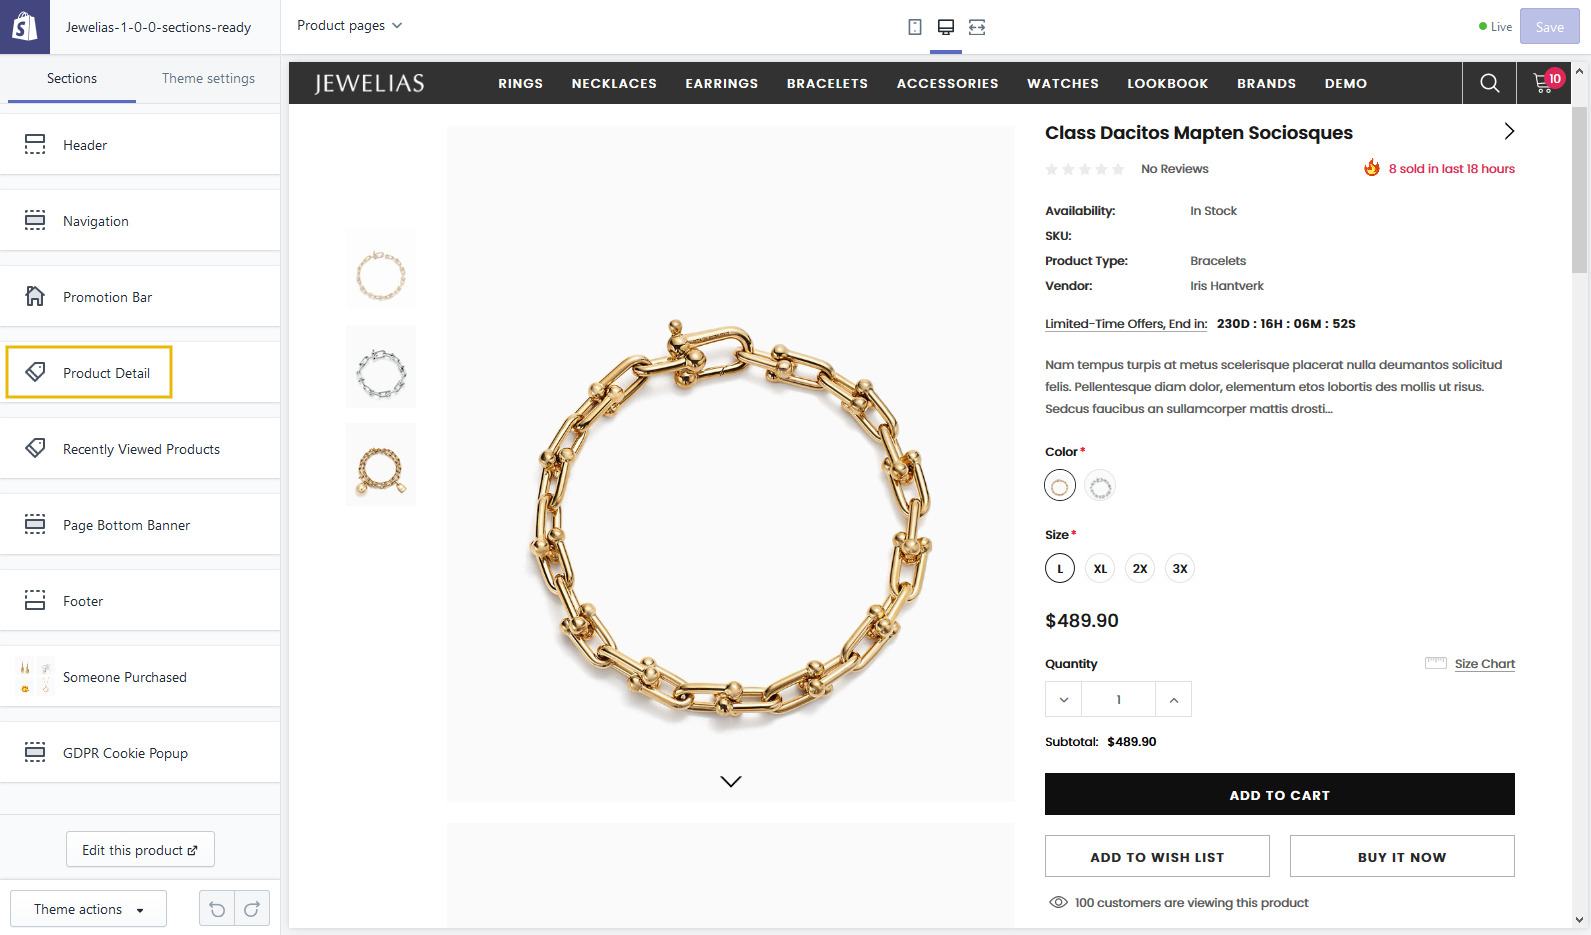 Jewelias-1-0-0-sections-ready
Product pages
Live
Save
Sections
Theme settings
Header
Navigation
Promotion Bar
Product Detail
Recently Viewed Products
Page Bottom Banner
Footer
Someone Purchased
GDPR Cookie Popup
Edit this product
Theme actions
JEWELIAS
RINGS NECKLACES EARRINGS BRACELETS ACCESSORIES WATCHES LOOKBOOK BRANDS DEMO
10
Class Dacitos Mapten Sociosques
No Reviews
8 sold in last 18 hours
Availability: In Stock
SKU:
Product Type: Bracelets
Vendor: Iris Hantverk
Limited-Time Offers, End in: 230D : 16H : 06M : 52S
Nam tempus turpis at metus scelerisque placerat nulla deumantos solicitud
felis. Pellentesque diam dolor, elementum etos lobortis des mollis ut risus.
Sedcus faucibus an sullamcorper mattis drosti...
Color *
Size *
L XL 2X 3X
$489.90
Quantity
Size Chart
1
Subtotal: $489.90
ADD TO CART
ADD TO WISH LIST
BUY IT NOW
100 customers are viewing this product